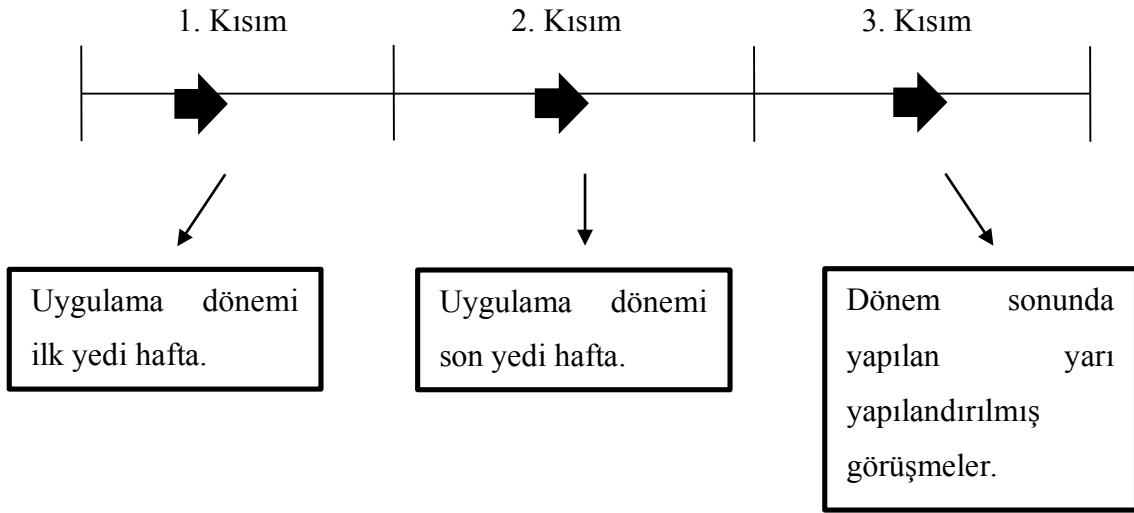 1. Kısım
2. Kısım
3. Kısım
Uygulama dönemi
ilk yedi hafta.
Uygulama dönemi
son yedi hafta.
Dönem sonunda
yapılan yarı
yapılandırılmış
görüşmeler.